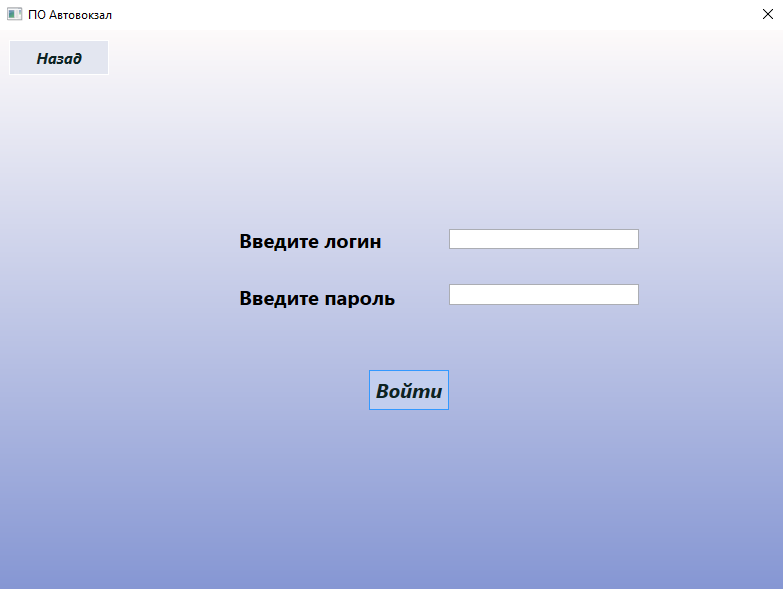 ПО Автовокзал
Назад
Введите логин
Введите пароль
Войти